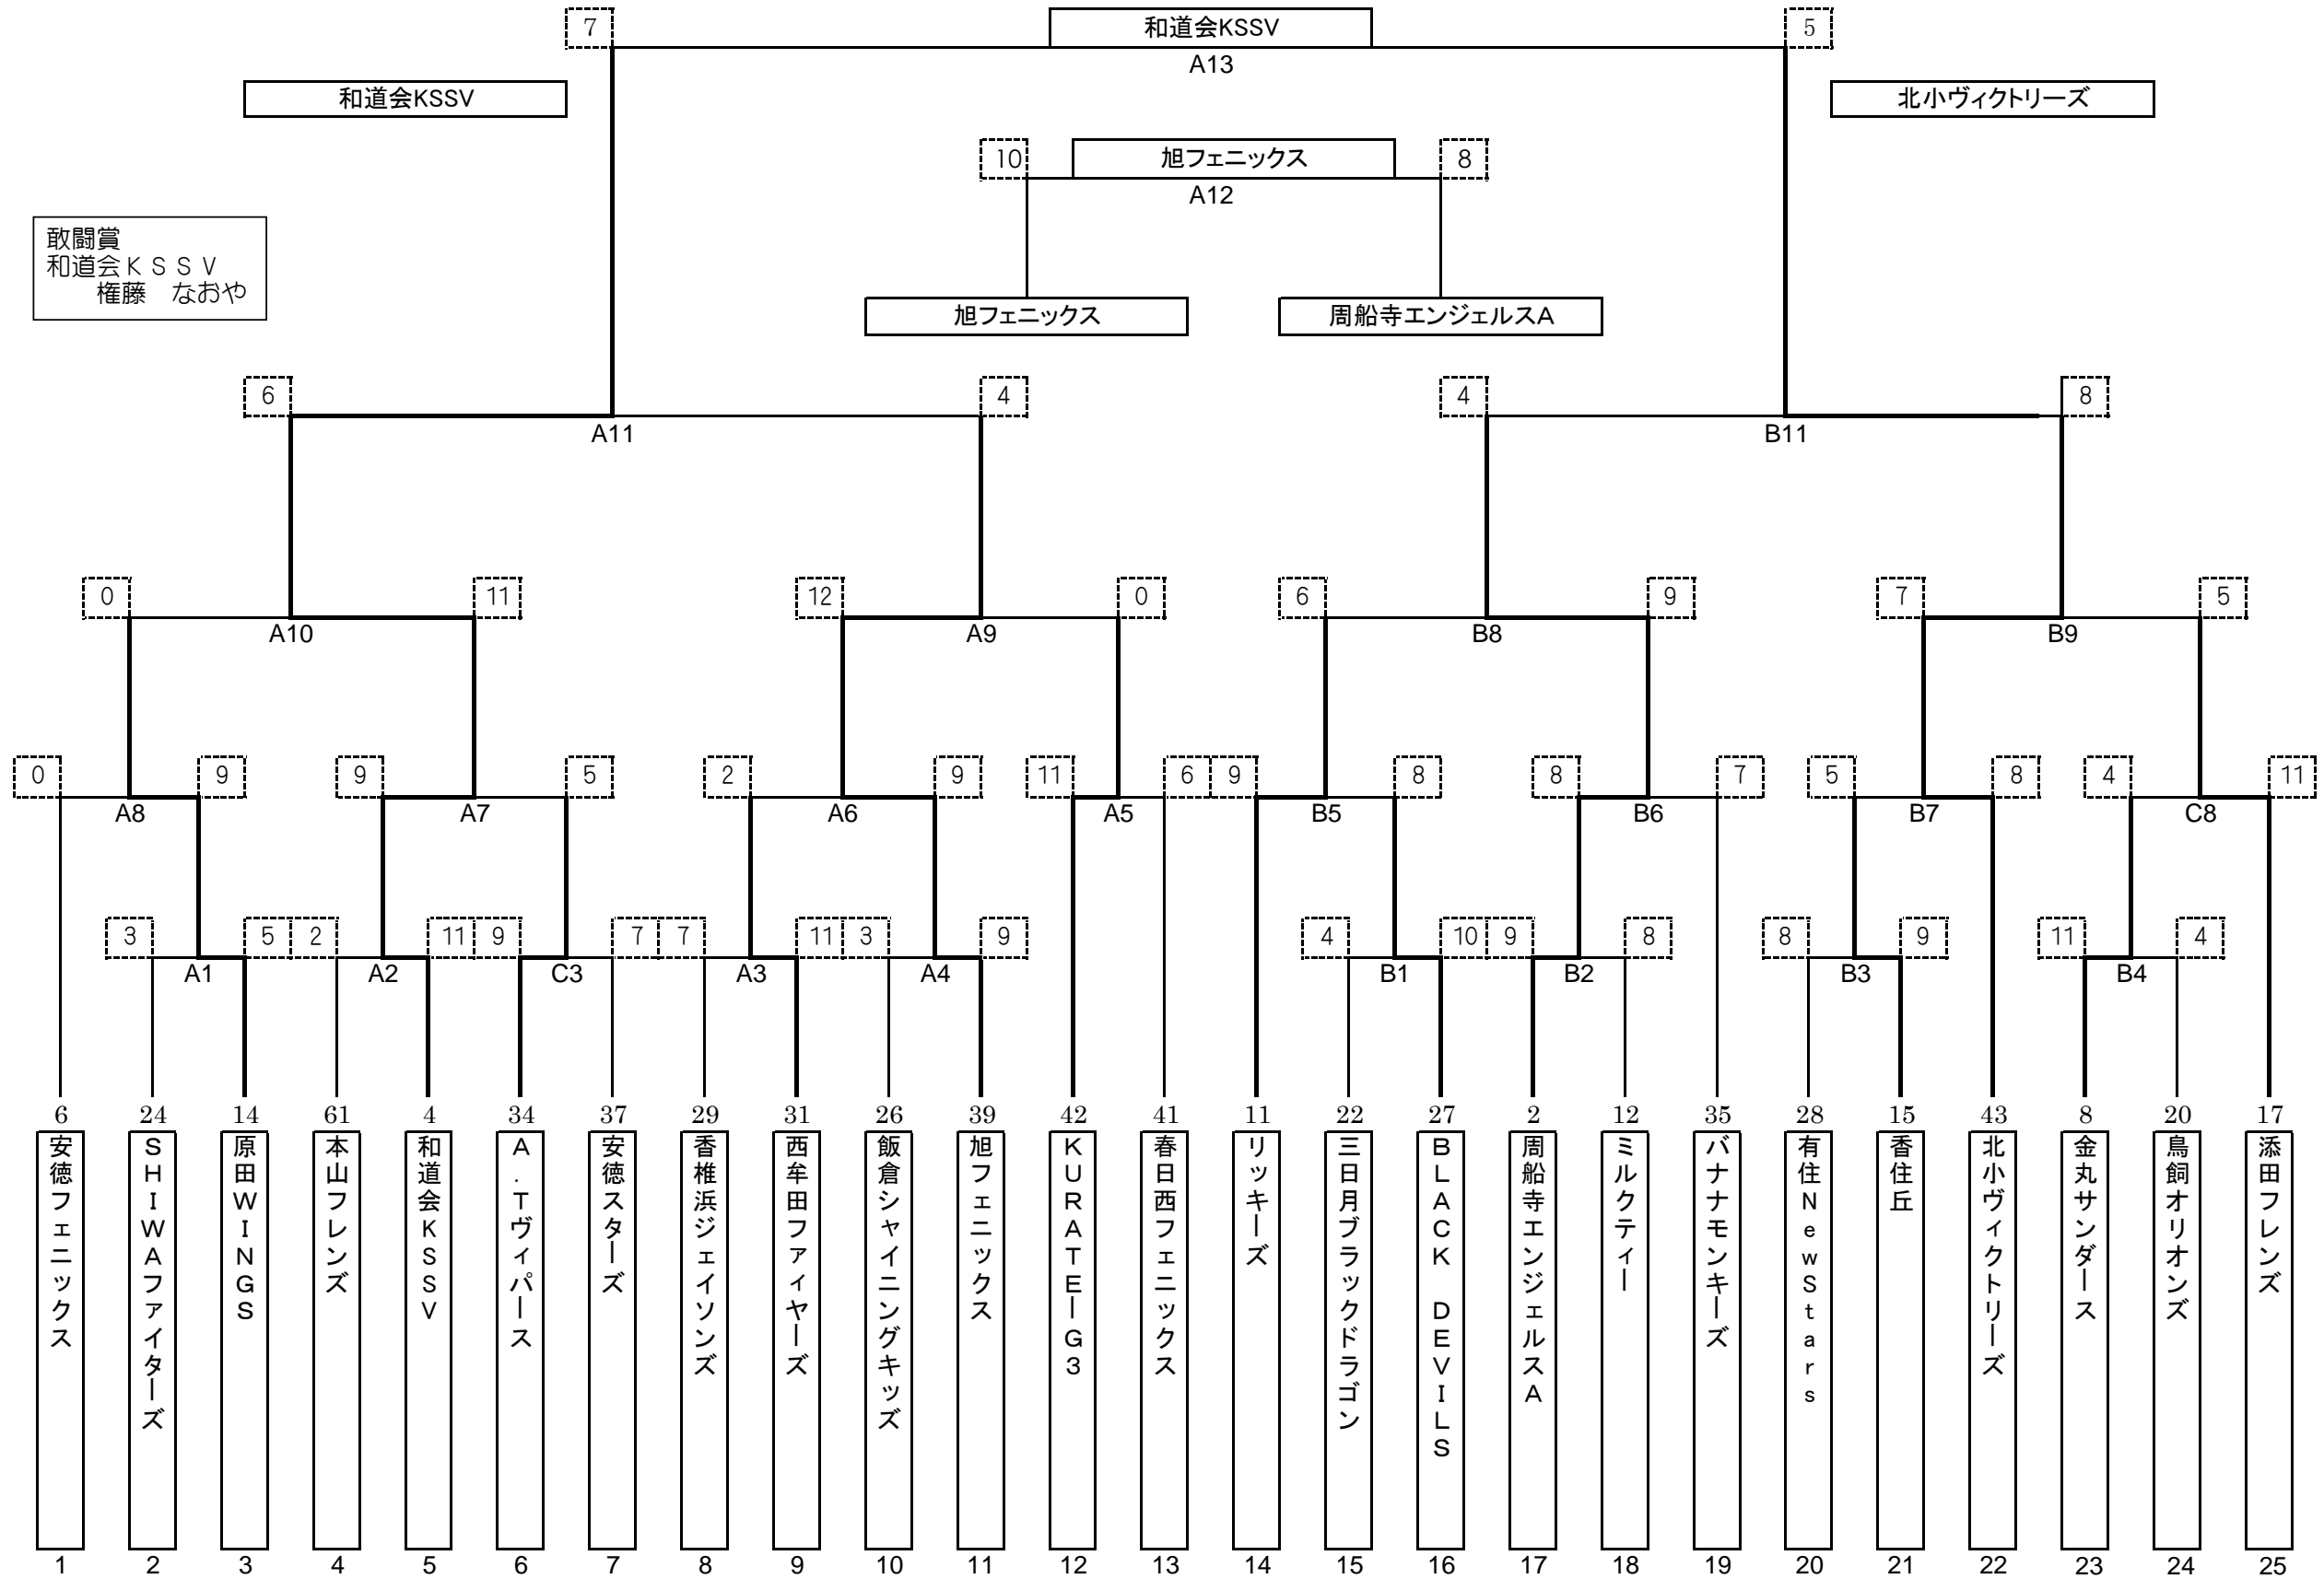 7 和道会KSSV 5
A13
和道会KSSV 北小ヴィクトリーズ
10 旭フェニックス 8
A12
敢闘賞
和道会ＫＳＳＶ
権藤　なおや
旭フェニックス 周船寺エンジェルスA
6 4 4 8
A11 B11
0 11 12 0 6 9 7 5
A10 A9 B8 B9
0 9 9 5 2 9 11 6 9 8 8 7 5 8 4 11
A8 A7 A6 A5 B5 B6 B7 C8
3 5 2 11 9 7 7 11 3 9 4 10 9 8 8 9 11 4
A1 A2 C3 A3 A4 B1 B2 B3 B4
6 24 14 61 4 34 37 29 31 26 39 42 41 11 22 27 2 12 35 28 15 43 8 20 17
安徳フェニックス
ＳＨＩＷＡファイターズ
原田ＷＩＮＧＳ
本山フレンズ
和道会ＫＳＳＶ
Ａ．Ｔヴィパース
安徳スターズ
香椎浜ジェイソンズ
西牟田ファィヤーズ
飯倉シャイニングキッズ
旭フェニックス
ＫＵＲＡＴＥーＧ３
春日西フェニックス
リッキーズ
三日月ブラックドラゴン
ＢＬＡＣＫ　ＤＥＶＩＬＳ
周船寺エンジェルスＡ
ミルクティー
バナナモンキーズ
有住ＮｅｗＳｔａｒｓ
香住丘
北小ヴィクトリーズ
金丸サンダース
鳥飼オリオンズ
添田フレンズ
1 2 3 4 5 6 7 8 9 10 11 12 13 14 15 16 17 18 19 20 21 22 23 24 25